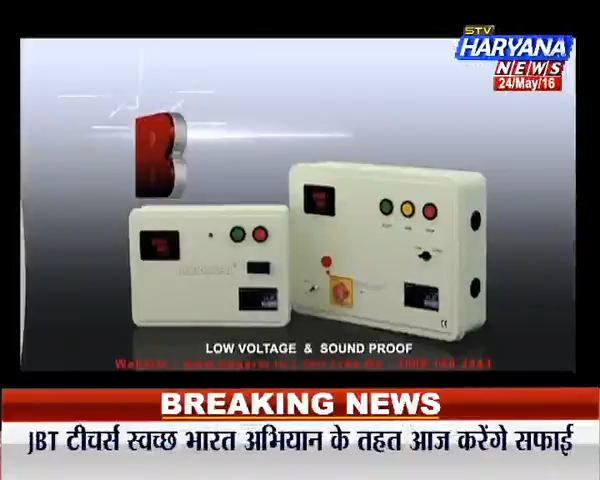 STV
HARYANA
NEWS
24/May/16
B
LOW VOLTAGE & SOUND PROOF
Website
BREAKING NEWS
JBT टीचर्स स्वच्छ भारत अभियान के तहत आज करेंगे सफाई